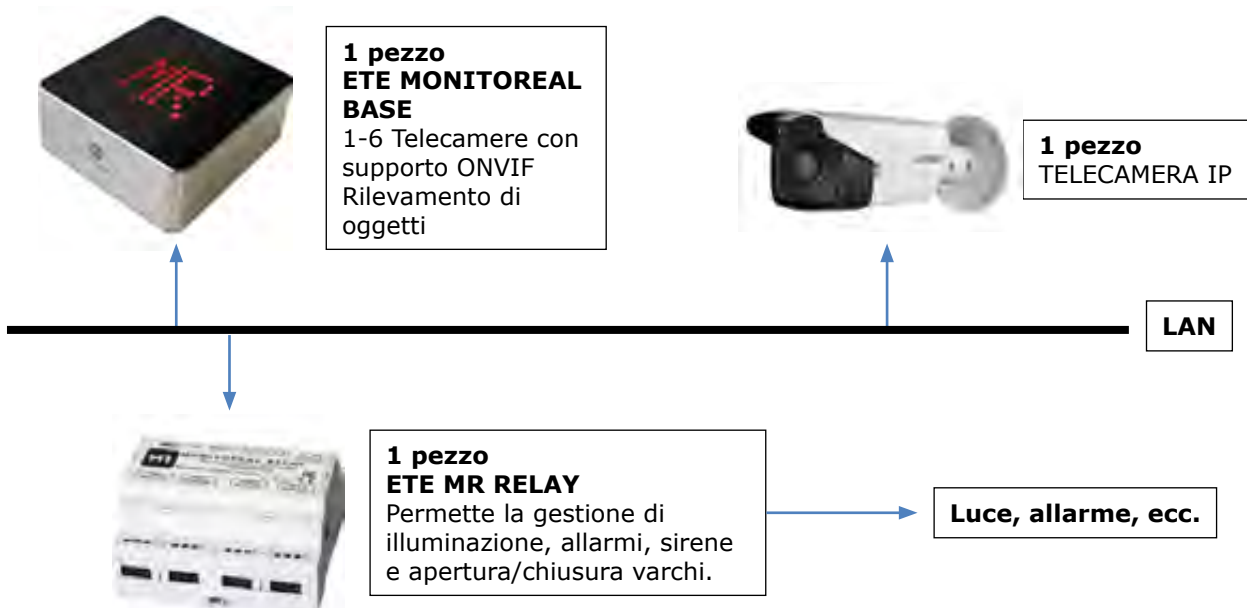 MR
1 pezzo
ETE MONITOREAL
BASE
1-6 Telecamere con
supporto ONVIF
Rilevamento di
oggetti
1 pezzo
TELECAMERA IP
LAN
1 pezzo
ETE MR RELAY
Permette la gestione di
illuminazione, allarmi, sirene
e apertura/chiusura varchi.
Luce, allarme, ecc.